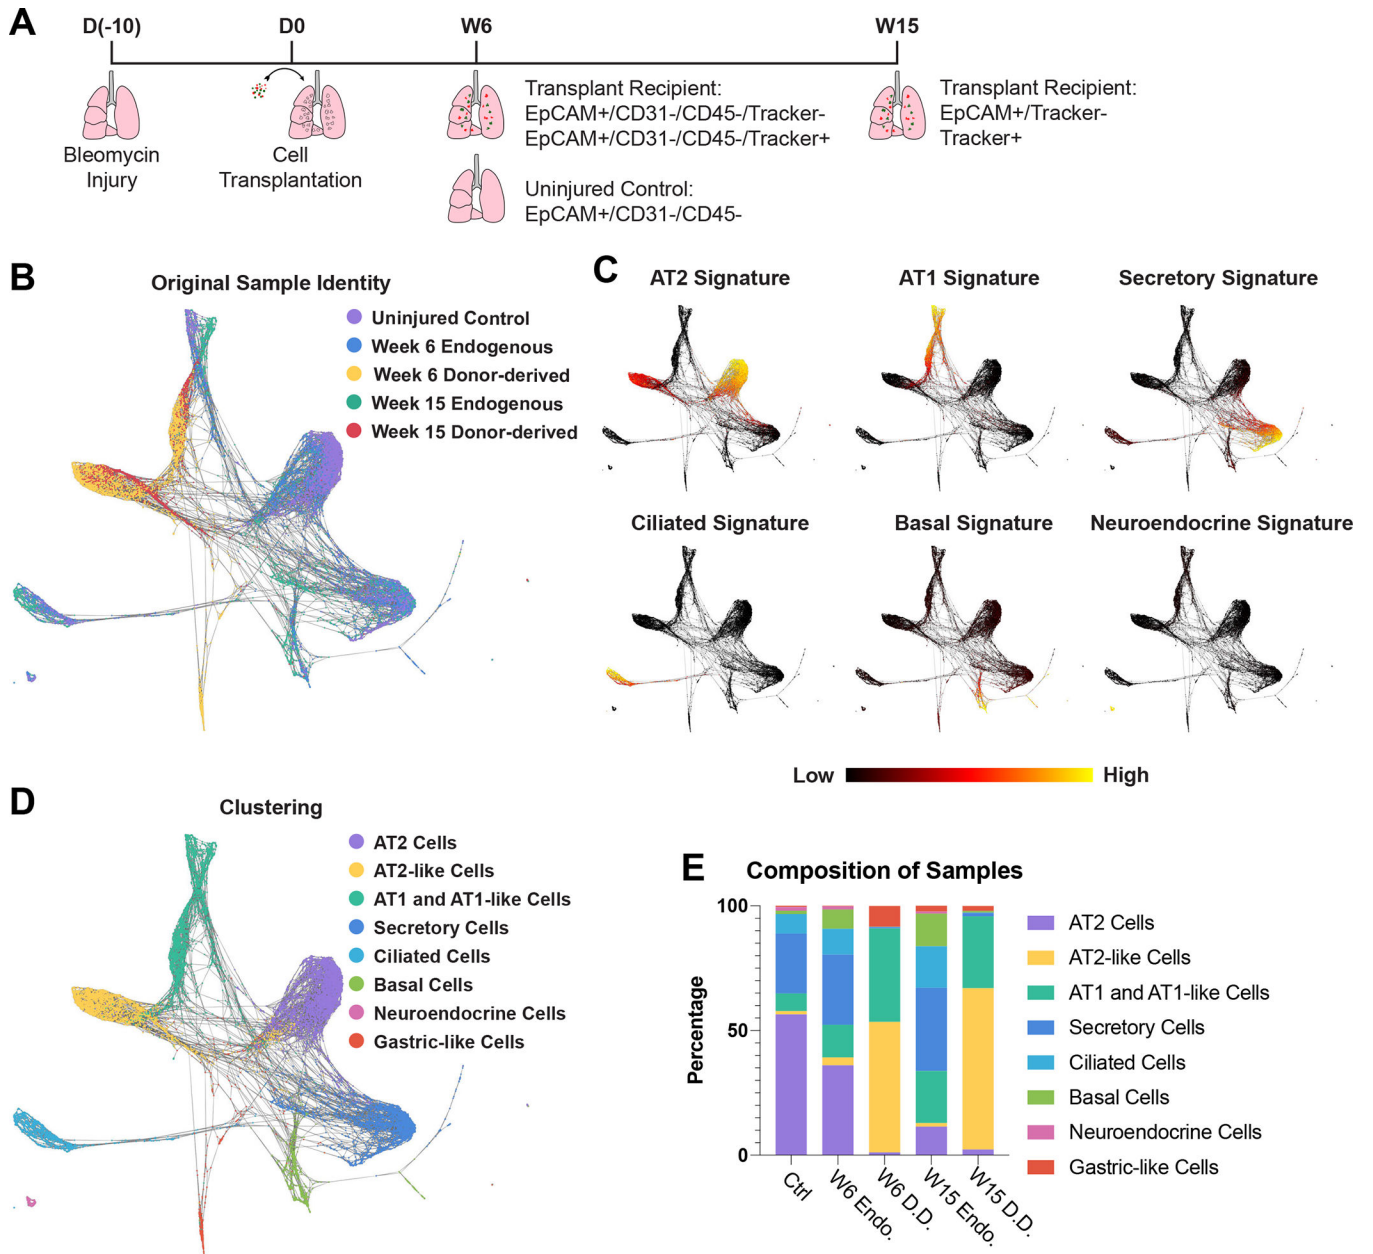 A
D(-10)
D0
W6
W15
Bleomycin
Injury
Cell
Transplantation
Transplant Recipient:
EpCAM+/CD31-/CD45-/Tracker-
EpCAM+/CD31-/CD45-/Tracker+
Uninjured Control:
EpCAM+/CD31-/CD45-
Transplant Recipient:
EpCAM+/Tracker-
Tracker+
B
Original Sample Identity
Uninjured Control
Week 6 Endogenous
Week 6 Donor-derived
Week 15 Endogenous
Week 15 Donor-derived
C
AT2 Signature
AT1 Signature
Secretory Signature
Ciliated Signature
Basal Signature
Neuroendocrine Signature
Low
High
D
Clustering
AT2 Cells
AT2-like Cells
AT1 and AT1-like Cells
Secretory Cells
Ciliated Cells
Basal Cells
Neuroendocrine Cells
Gastric-like Cells
E
Composition of Samples
Percentage
100
50
0
Ctrl
W6 Endo.
W6 D.D.
W15 Endo.
W15 D.D.
AT2 Cells
AT2-like Cells
AT1 and AT1-like Cells
Secretory Cells
Ciliated Cells
Basal Cells
Neuroendocrine Cells
Gastric-like Cells